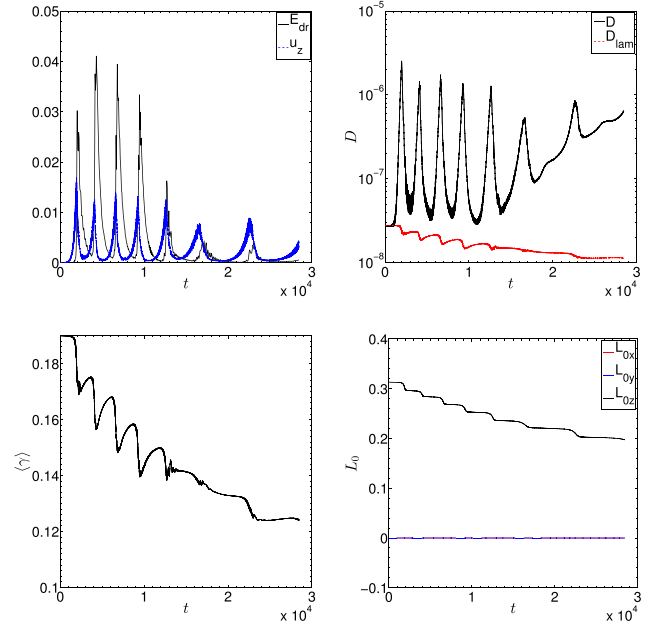 0.05
0.04
0.03
0.02
0.01
0
0
1
2
3
x 10^4
t
E_dr
u_z
10^-5
10^-6
10^-7
10^-8
D
0
1
2
3
x 10^4
t
D
D_lam
0.18
0.16
0.14
0.12
0.1
⟨γ⟩
0
1
2
3
x 10^4
t
0.4
0.3
0.2
0.1
0
−0.1
L_0
0
1
2
3
x 10^4
t
L_0x
L_0y
L_0z